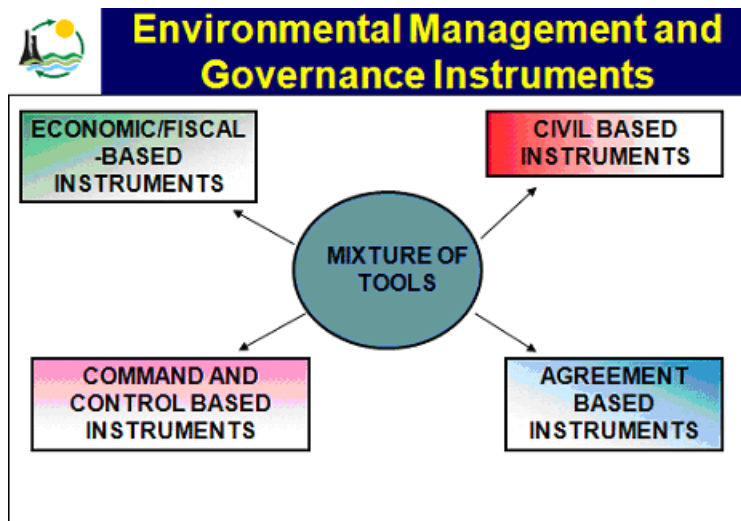 Environmental Management and
Governance Instruments
ECONOMIC/FISCAL
-BASED
INSTRUMENTS
CIVIL BASED
INSTRUMENTS
MIXTURE OF
TOOLS
COMMAND AND
CONTROL BASED
INSTRUMENTS
AGREEMENT
BASED
INSTRUMENTS